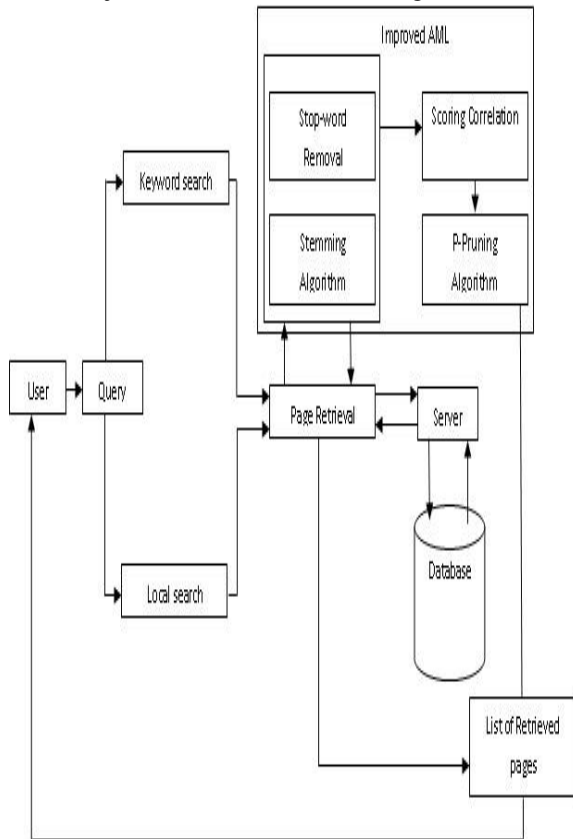 Improved AML
Stop-word
Removal
Scoring Correlation
Keyword search
Stemming
Algorithm
P-Pruning
Algorithm
User
Query
Page Retrieval
Server
Local search
Database
List of Retrieved
pages